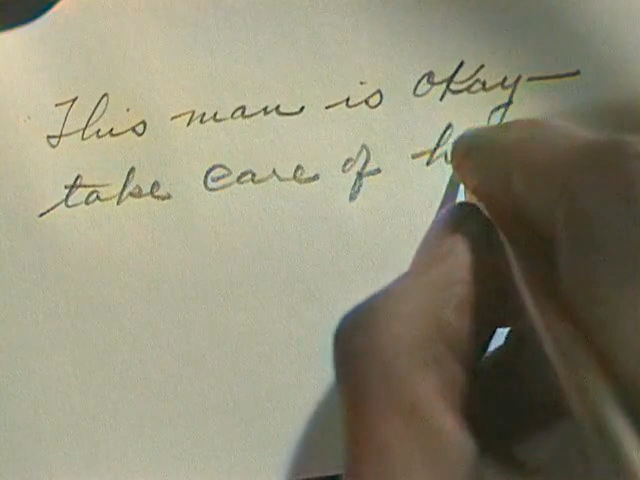 This man is okay—
take care of h